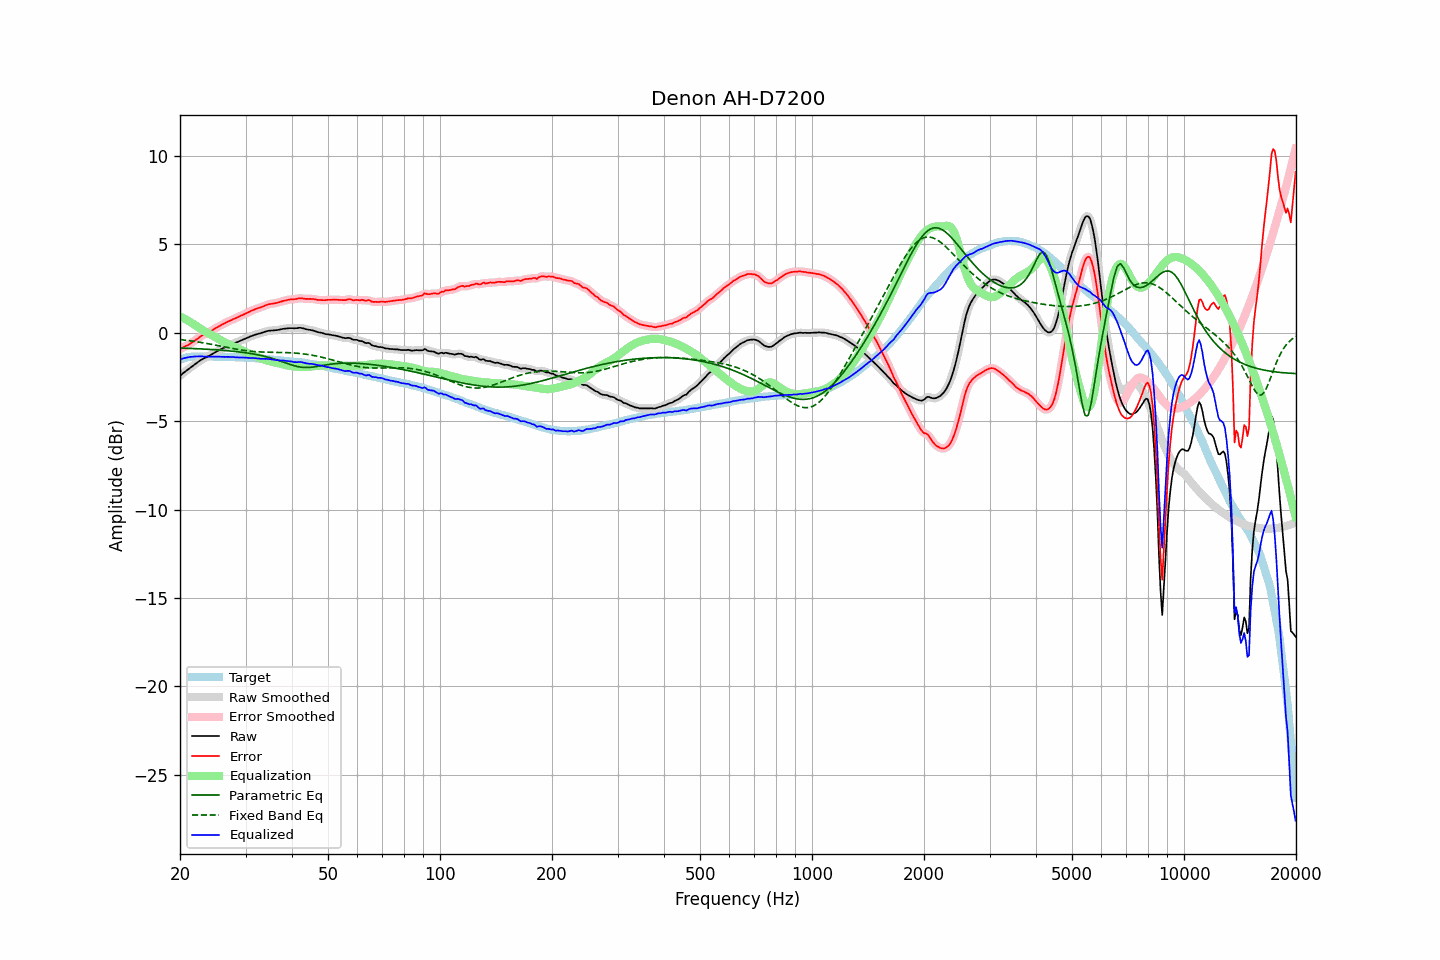 Denon AH-D7200
Amplitude (dBr)
10
5
0
−5
−10
−15
−20
−25
Target
Raw Smoothed
Error Smoothed
Raw
Error
Equalization
Parametric Eq
Fixed Band Eq
Equalized
20 50 100 200 500 1000 2000 5000 10000 20000
Frequency (Hz)